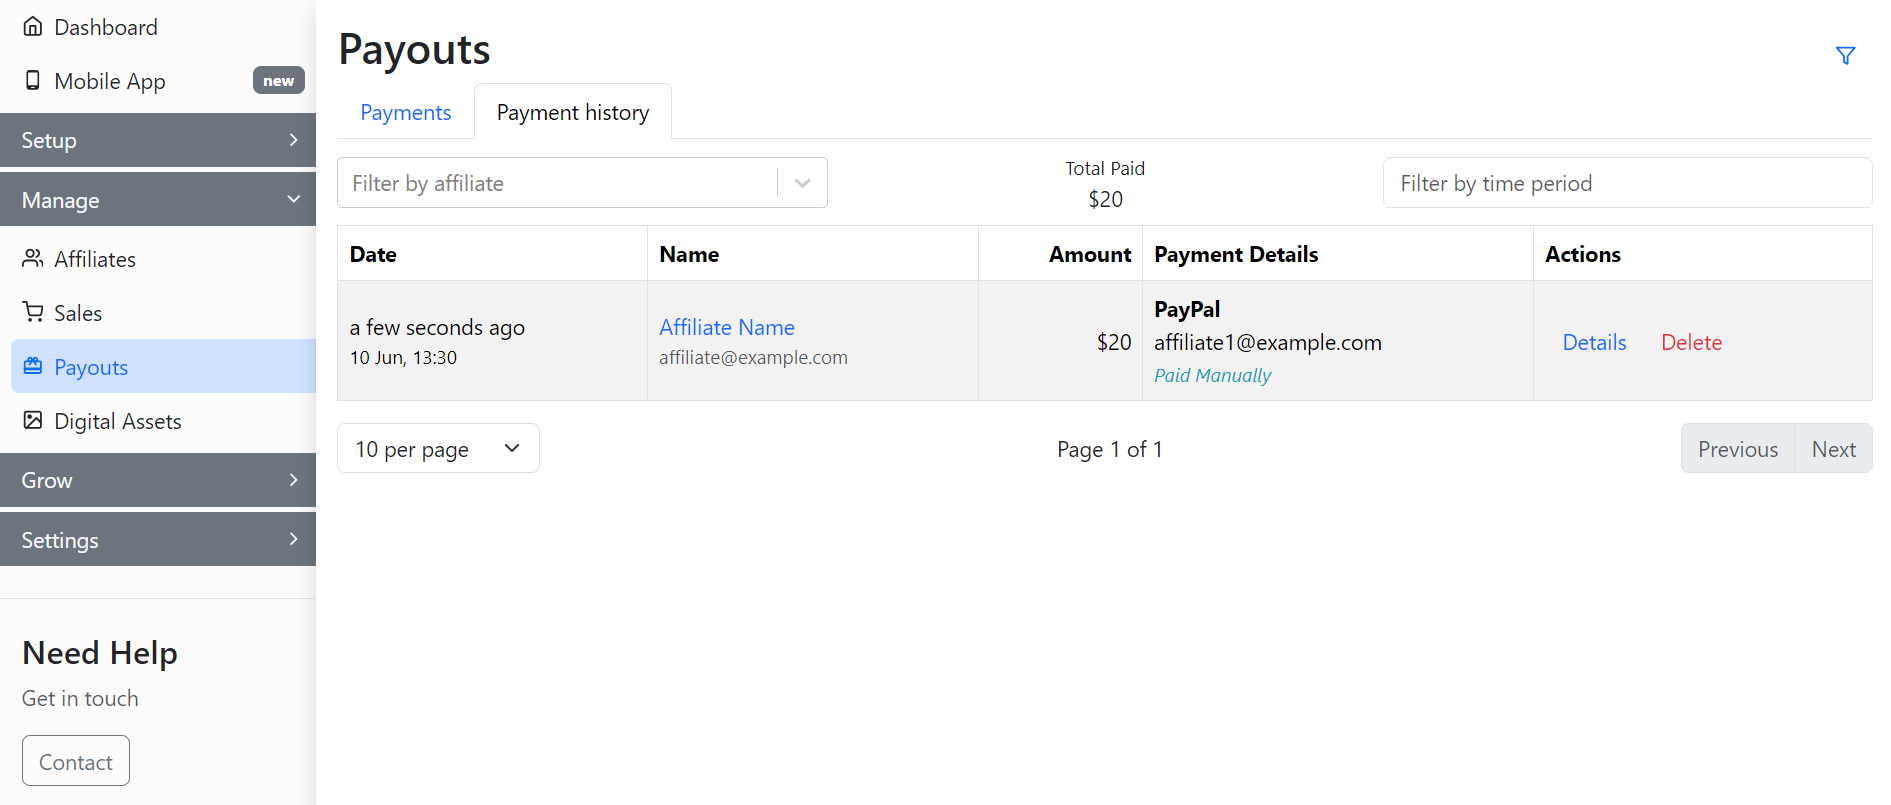 Dashboard
Mobile App new
Setup
Manage
Affiliates
Sales
Payouts
Digital Assets
Grow
Settings
Need Help
Get in touch
Contact
Payouts
Payments Payment history
Filter by affiliate
Total Paid
$20
Filter by time period
Date Name Amount Payment Details Actions
a few seconds ago
10 Jun, 13:30
Affiliate Name
affiliate@example.com
$20
PayPal
affiliate1@example.com
Paid Manually
Details Delete
10 per page Page 1 of 1 Previous Next